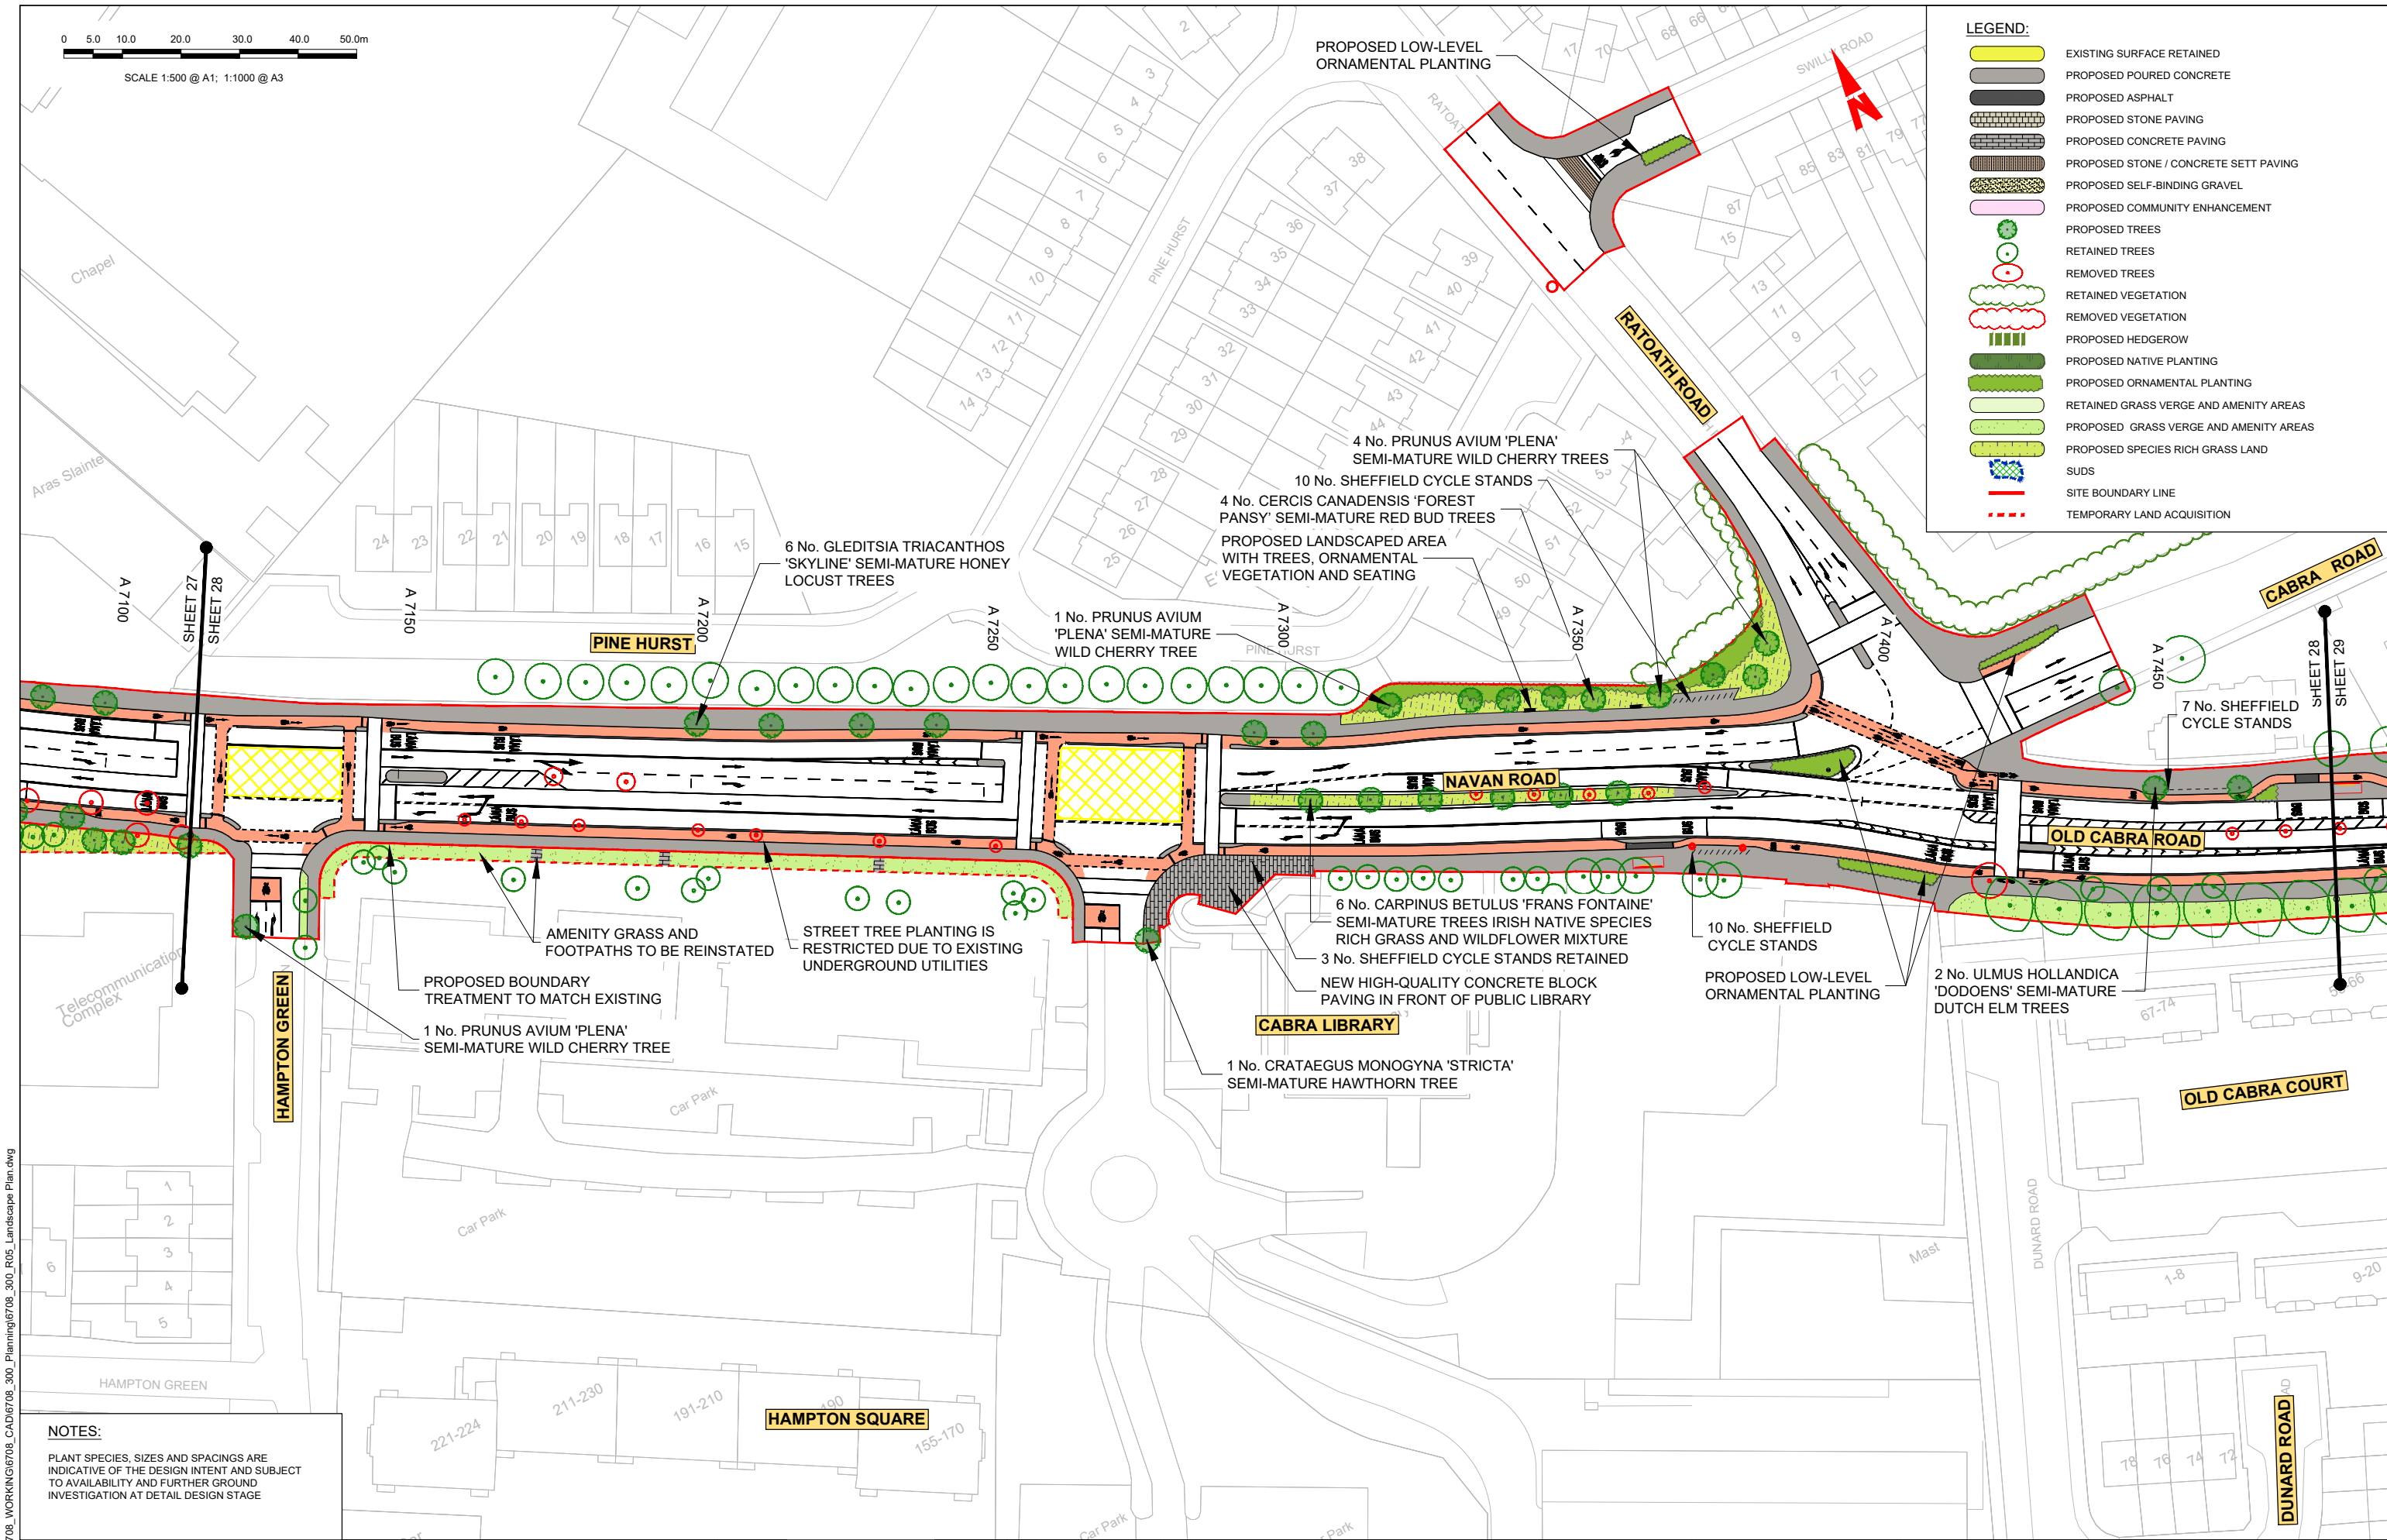 0 5.0 10.0 20.0 30.0 40.0 50.0m
SCALE 1:500 @ A1; 1:1000 @ A3
LEGEND:
EXISTING SURFACE RETAINED
PROPOSED POURED CONCRETE
PROPOSED ASPHALT
PROPOSED STONE PAVING
PROPOSED CONCRETE PAVING
PROPOSED STONE / CONCRETE SETT PAVING
PROPOSED SELF-BINDING GRAVEL
PROPOSED COMMUNITY ENHANCEMENT
PROPOSED TREES
RETAINED TREES
REMOVED TREES
RETAINED VEGETATION
REMOVED VEGETATION
PROPOSED HEDGEROW
PROPOSED NATIVE PLANTING
PROPOSED ORNAMENTAL PLANTING
RETAINED GRASS VERGE AND AMENITY AREAS
PROPOSED GRASS VERGE AND AMENITY AREAS
PROPOSED SPECIES RICH GRASS LAND
SUDS
SITE BOUNDARY LINE
TEMPORARY LAND ACQUISITION
PROPOSED LOW-LEVEL
ORNAMENTAL PLANTING
SWILLY ROAD
N
RATOATH ROAD
PINE HURST
Chapel
Aras Slainte
4 No. PRUNUS AVIUM 'PLENA'
SEMI-MATURE WILD CHERRY TREES
10 No. SHEFFIELD CYCLE STANDS
4 No. CERCIS CANADENSIS ‘FOREST
PANSY’ SEMI-MATURE RED BUD TREES
PROPOSED LANDSCAPED AREA
WITH TREES, ORNAMENTAL
VEGETATION AND SEATING
6 No. GLEDITSIA TRIACANTHOS
'SKYLINE' SEMI-MATURE HONEY
LOCUST TREES
1 No. PRUNUS AVIUM
'PLENA' SEMI-MATURE
WILD CHERRY TREE
PINE HURST
PINE HURST
CABRA ROAD
A 7100
SHEET 27
SHEET 28
A 7150
A 7200
A 7250
A 7300
A 7350
A 7400
A 7450
SHEET 28
SHEET 29
7 No. SHEFFIELD
CYCLE STANDS
NAVAN ROAD
OLD CABRA ROAD
AMENITY GRASS AND
FOOTPATHS TO BE REINSTATED
STREET TREE PLANTING IS
RESTRICTED DUE TO EXISTING
UNDERGROUND UTILITIES
6 No. CARPINUS BETULUS 'FRANS FONTAINE'
SEMI-MATURE TREES IRISH NATIVE SPECIES
RICH GRASS AND WILDFLOWER MIXTURE
3 No. SHEFFIELD CYCLE STANDS RETAINED
NEW HIGH-QUALITY CONCRETE BLOCK
PAVING IN FRONT OF PUBLIC LIBRARY
10 No. SHEFFIELD
CYCLE STANDS
PROPOSED LOW-LEVEL
ORNAMENTAL PLANTING
2 No. ULMUS HOLLANDICA
'DODOENS' SEMI-MATURE
DUTCH ELM TREES
PROPOSED BOUNDARY
TREATMENT TO MATCH EXISTING
1 No. PRUNUS AVIUM 'PLENA'
SEMI-MATURE WILD CHERRY TREE
Telecommunication
Complex
HAMPTON GREEN
CABRA LIBRARY
1 No. CRATAEGUS MONOGYNA 'STRICTA'
SEMI-MATURE HAWTHORN TREE
67-74
OLD CABRA COURT
Car Park
Car Park
Mast
DUNARD ROAD
1-8
9-20
HAMPTON GREEN
221-224
211-230
191-210
155-170
HAMPTON SQUARE
Car Park
78 76 74 72
DUNARD ROAD
NOTES:
PLANT SPECIES, SIZES AND SPACINGS ARE
INDICATIVE OF THE DESIGN INTENT AND SUBJECT
TO AVAILABILITY AND FURTHER GROUND
INVESTIGATION AT DETAIL DESIGN STAGE